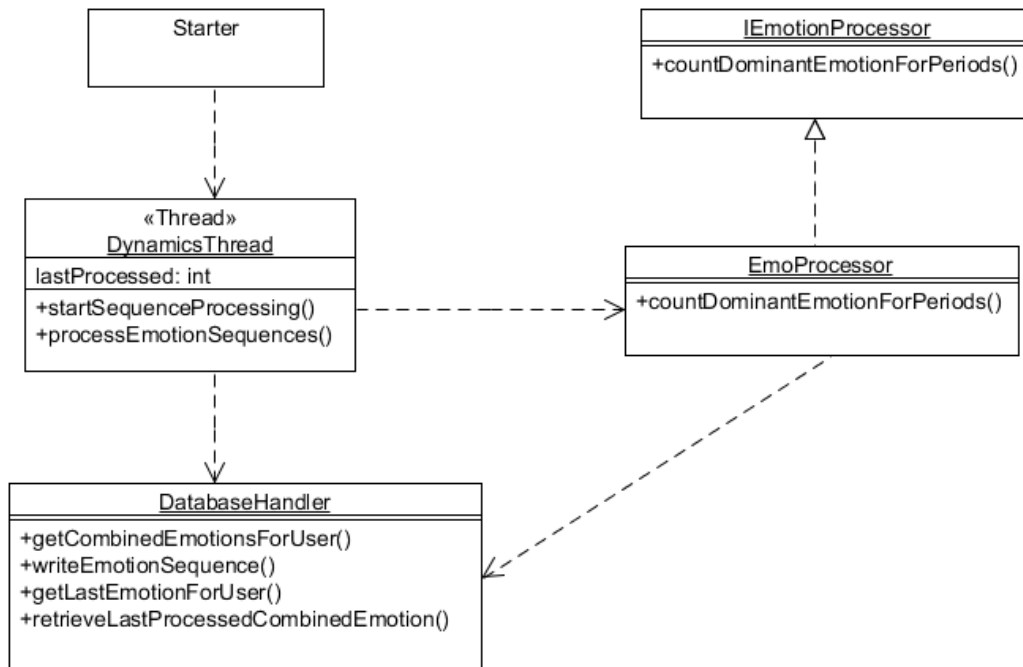 Starter
IEmotionProcessor
+countDominantEmotionForPeriods()
«Thread»
DynamicsThread
lastProcessed: int
+startSequenceProcessing()
+processEmotionSequences()
EmoProcessor
+countDominantEmotionForPeriods()
DatabaseHandler
+getCombinedEmotionsForUser()
+writeEmotionSequence()
+getLastEmotionForUser()
+retrieveLastProcessedCombinedEmotion()